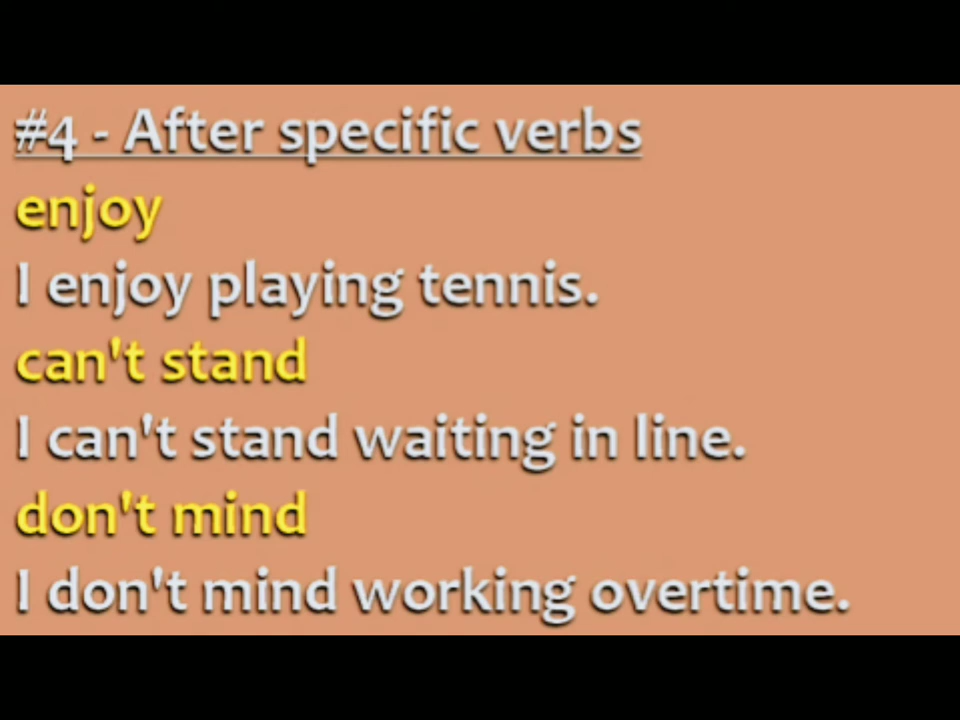 #4 - After specific verbs
enjoy
I enjoy playing tennis.
can't stand
I can't stand waiting in line.
don't mind
I don't mind working overtime.